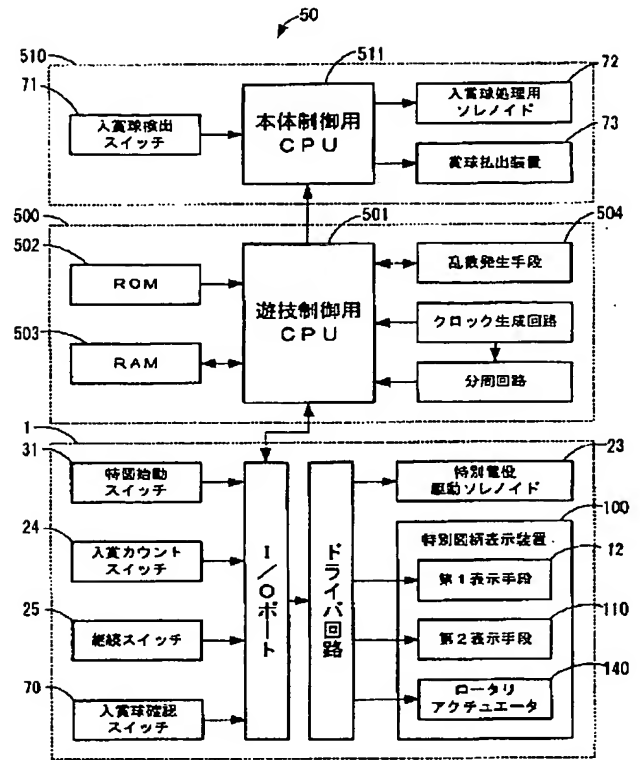 50
510
511
72
71
入賞球検出
スイッチ
本体制御用
CPU
入賞球処理用
ソレノイド
73
賞球払出装置
500
501
504
502
ROM
遊技制御用
CPU
乱数発生手段
503
RAM
クロック生成回路
分周回路
1
31
23
特図始動
スイッチ
特別電役
駆動ソレノイド
100
24
入賞カウント
スイッチ
I/Oポート
ドライバ回路
特別図柄表示装置
12
第1表示手段
25
継続スイッチ
110
第2表示手段
70
入賞球確認
スイッチ
140
ロータリ
アクチュエータ